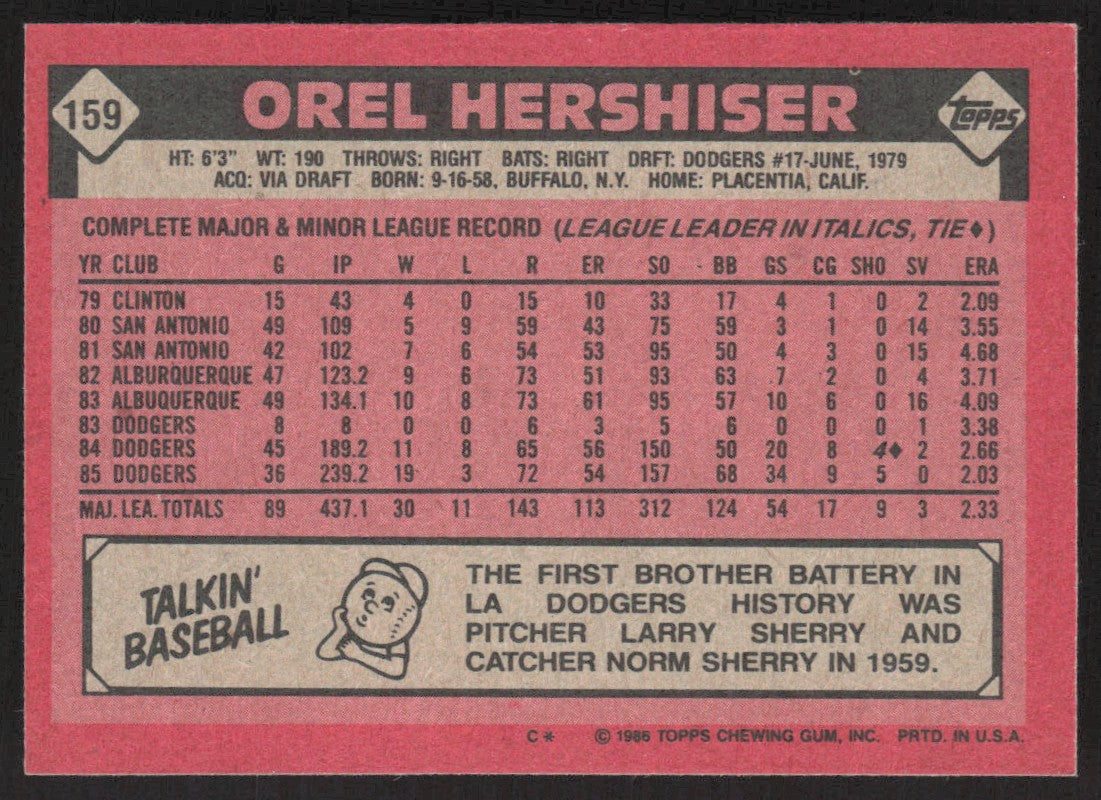 159 OREL HERSHISER Topps
HT: 6'3" WT: 190 THROWS: RIGHT BATS: RIGHT DRFT: DODGERS #17-JUNE, 1979
ACQ: VIA DRAFT BORN: 9-16-58, BUFFALO, N.Y. HOME: PLACENTIA, CALIF.
COMPLETE MAJOR & MINOR LEAGUE RECORD (LEAGUE LEADER IN ITALICS, TIE♦)
YR CLUB G IP W L R ER SO BB GS CG SHO SV ERA
79 CLINTON 15 43 4 0 15 10 33 17 4 1 0 2 2.09
80 SAN ANTONIO 49 109 5 9 59 43 75 59 3 1 0 14 3.55
81 SAN ANTONIO 42 102 7 6 54 53 95 50 4 3 0 15 4.68
82 ALBURQUERQUE 47 123.2 9 6 73 51 93 63 7 2 0 4 3.71
83 ALBUQUERQUE 49 134.1 10 8 73 61 95 57 10 6 0 16 4.09
83 DODGERS 8 8 0 0 6 3 5 6 0 0 0 1 3.38
84 DODGERS 45 189.2 11 8 65 56 150 50 20 8 4♦ 2 2.66
85 DODGERS 36 239.2 19 3 72 54 157 68 34 9 5 0 2.03
MAJ. LEA. TOTALS 89 437.1 30 11 143 113 312 124 54 17 9 3 2.33
TALKIN'
BASEBALL
THE FIRST BROTHER BATTERY IN
LA DODGERS HISTORY WAS
PITCHER LARRY SHERRY AND
CATCHER NORM SHERRY IN 1959.
C* © 1986 TOPPS CHEWING GUM, INC. PRTD. IN U.S.A.